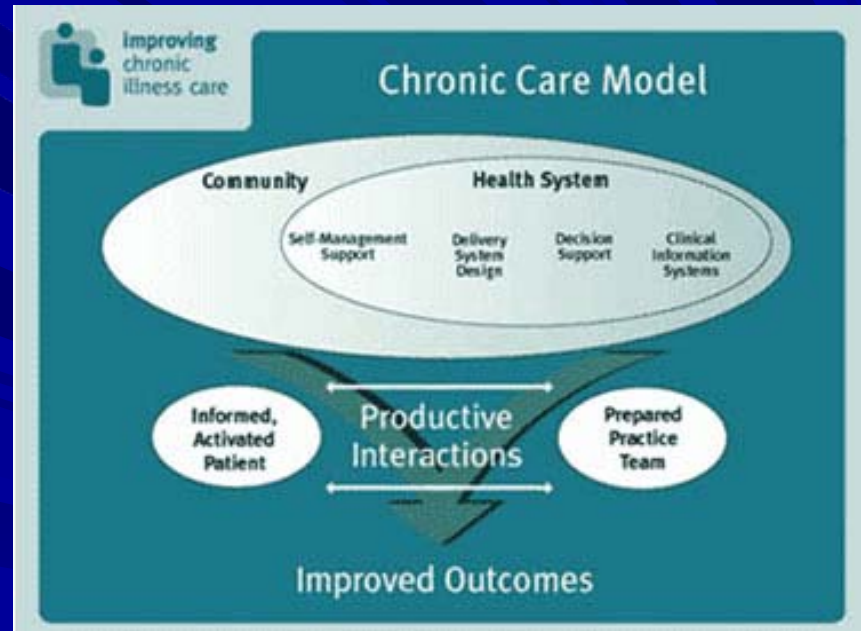 improving
chronic
illness care
Chronic Care Model
Community
Health System
Self-Management
Support
Delivery
System
Design
Decision
Support
Clinical
Information
Systems
Informed,
Activated
Patient
Productive
Interactions
Prepared
Practice
Team
Improved Outcomes